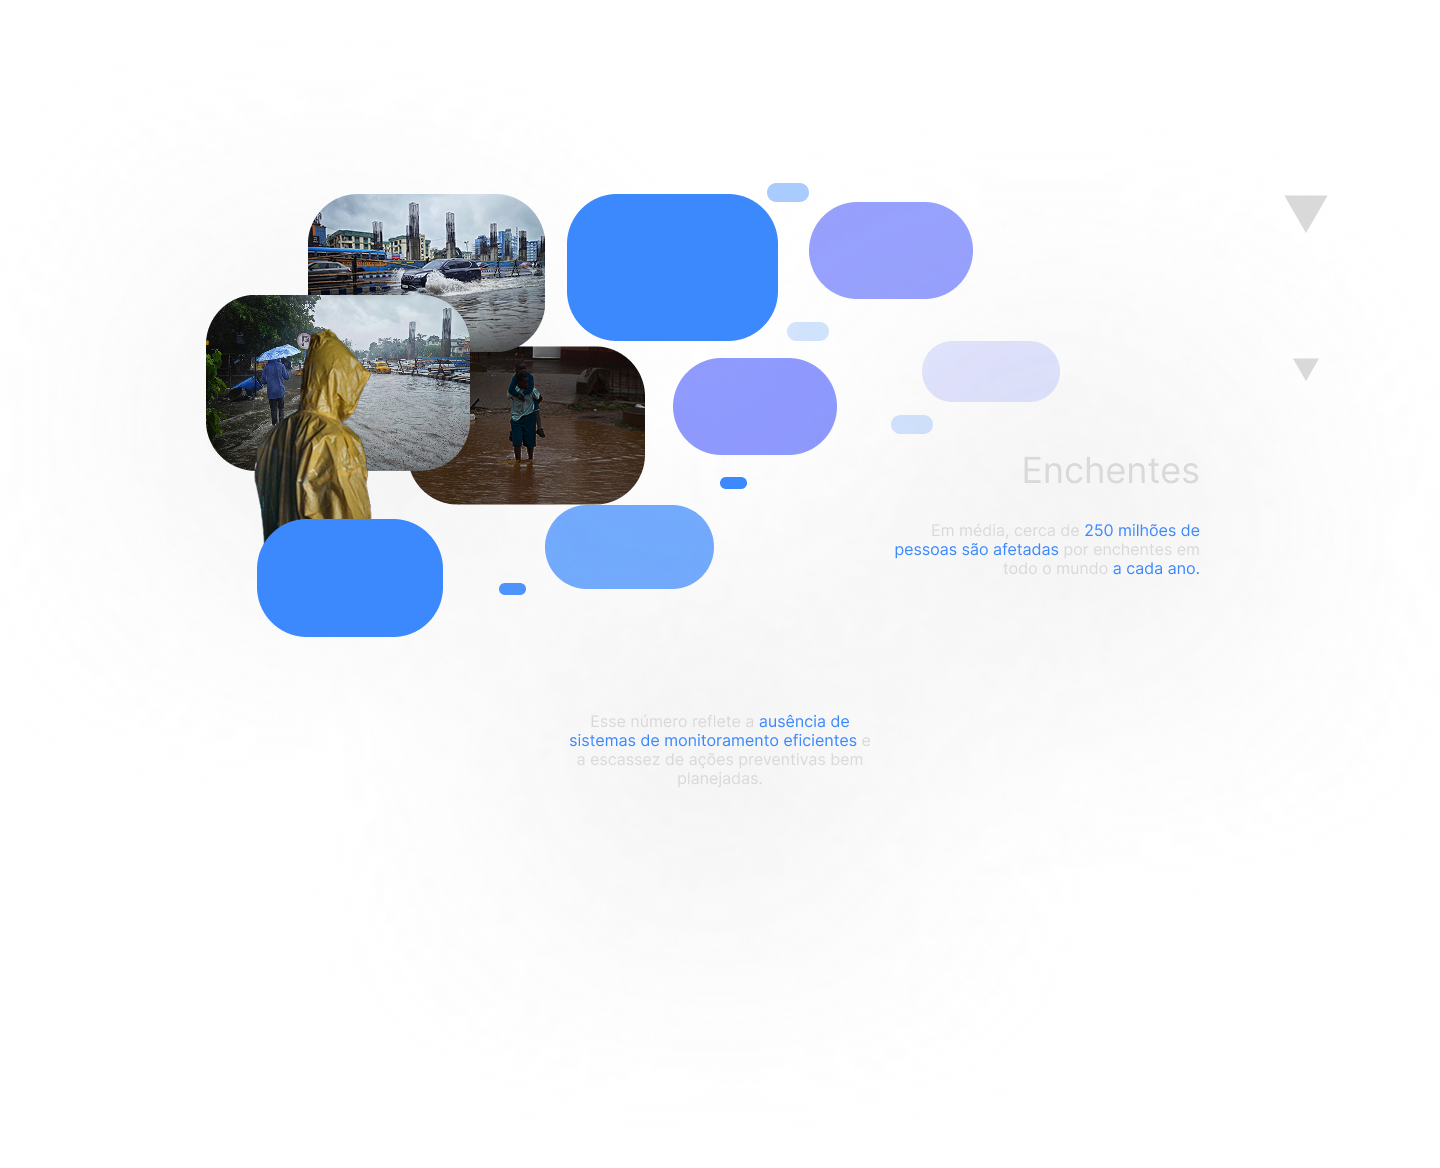 Enchentes
Em média, cerca de 250 milhões de
pessoas são afetadas por enchentes em
todo o mundo a cada ano.
Esse número reflete a ausência de
sistemas de monitoramento eficientes e
a escassez de ações preventivas bem
planejadas.